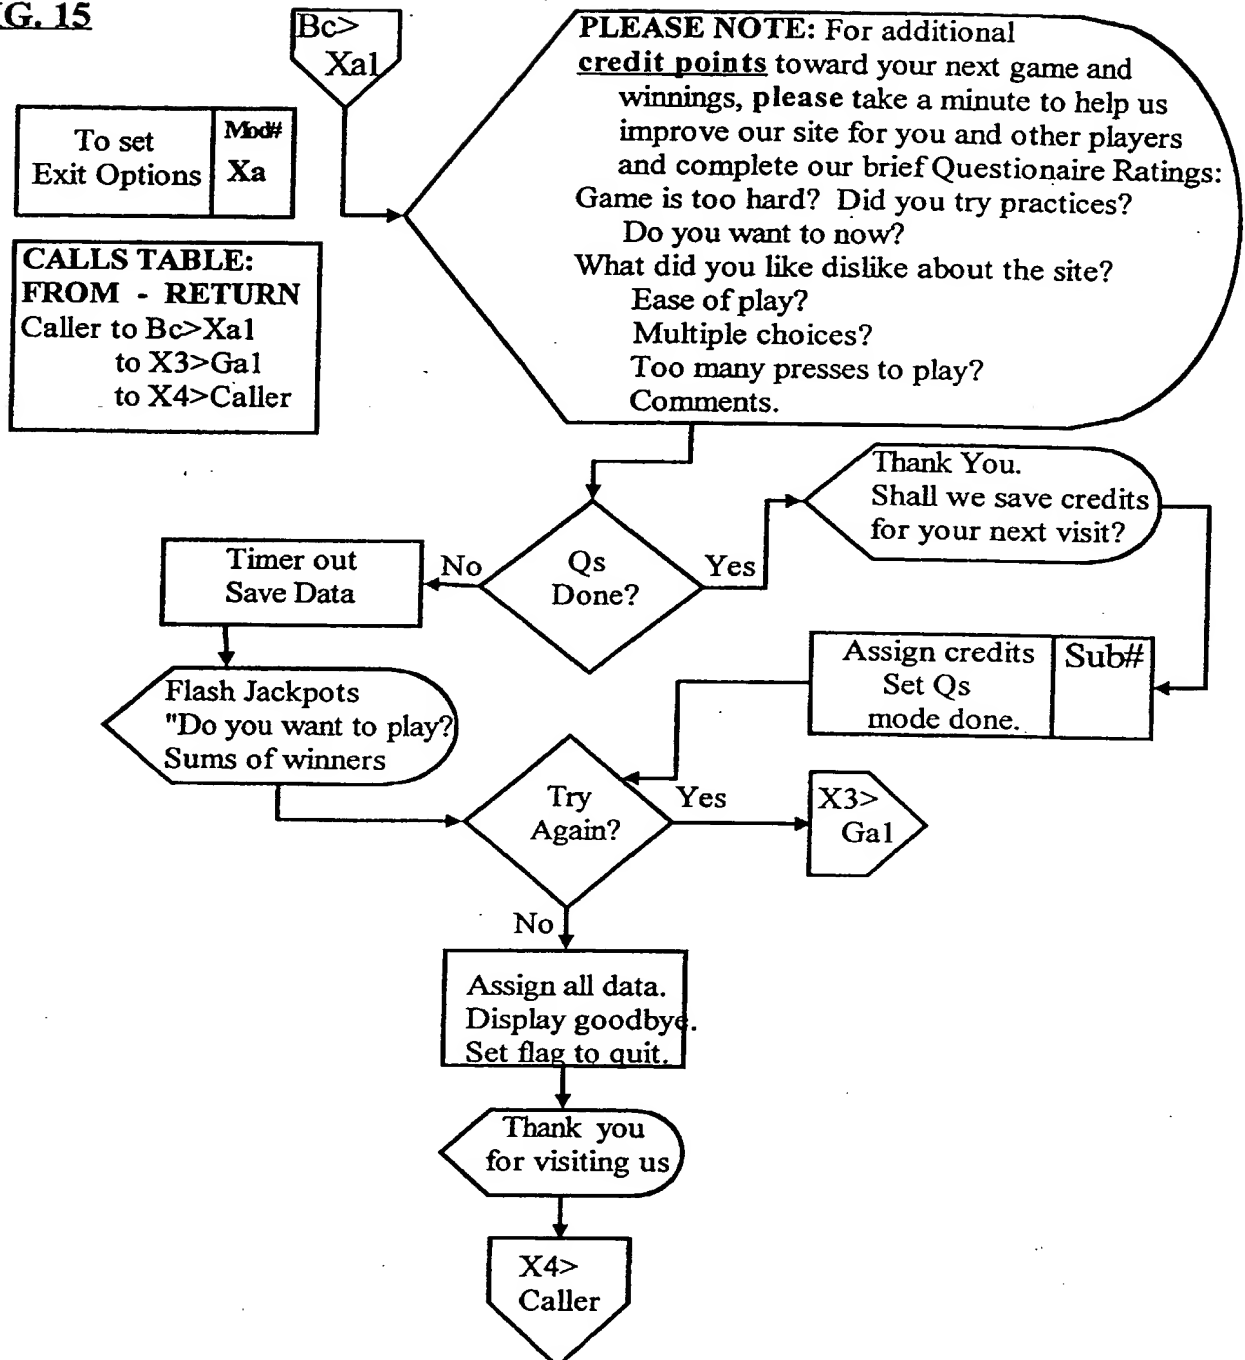 G. 15
Bc>
Xa1
To set
Exit Options
Mod#
Xa
CALLS TABLE:
FROM - RETURN
Caller to Bc>Xa1
to X3>Ga1
to X4>Caller
PLEASE NOTE: For additional
credit points toward your next game and
winnings, please take a minute to help us
improve our site for you and other players
and complete our brief Questionaire Ratings:
Game is too hard? Did you try practices?
Do you want to now?
What did you like dislike about the site?
Ease of play?
Multiple choices?
Too many presses to play?
Comments.
Qs
Done?
No
Yes
Thank You.
Shall we save credits
for your next visit?
Timer out
Save Data
Assign credits
Set Qs
mode done.
Sub#
Flash Jackpots
"Do you want to play?
Sums of winners
Try
Again?
Yes
X3>
Ga1
No
Assign all data.
Display goodbye.
Set flag to quit.
Thank you
for visiting us
X4>
Caller